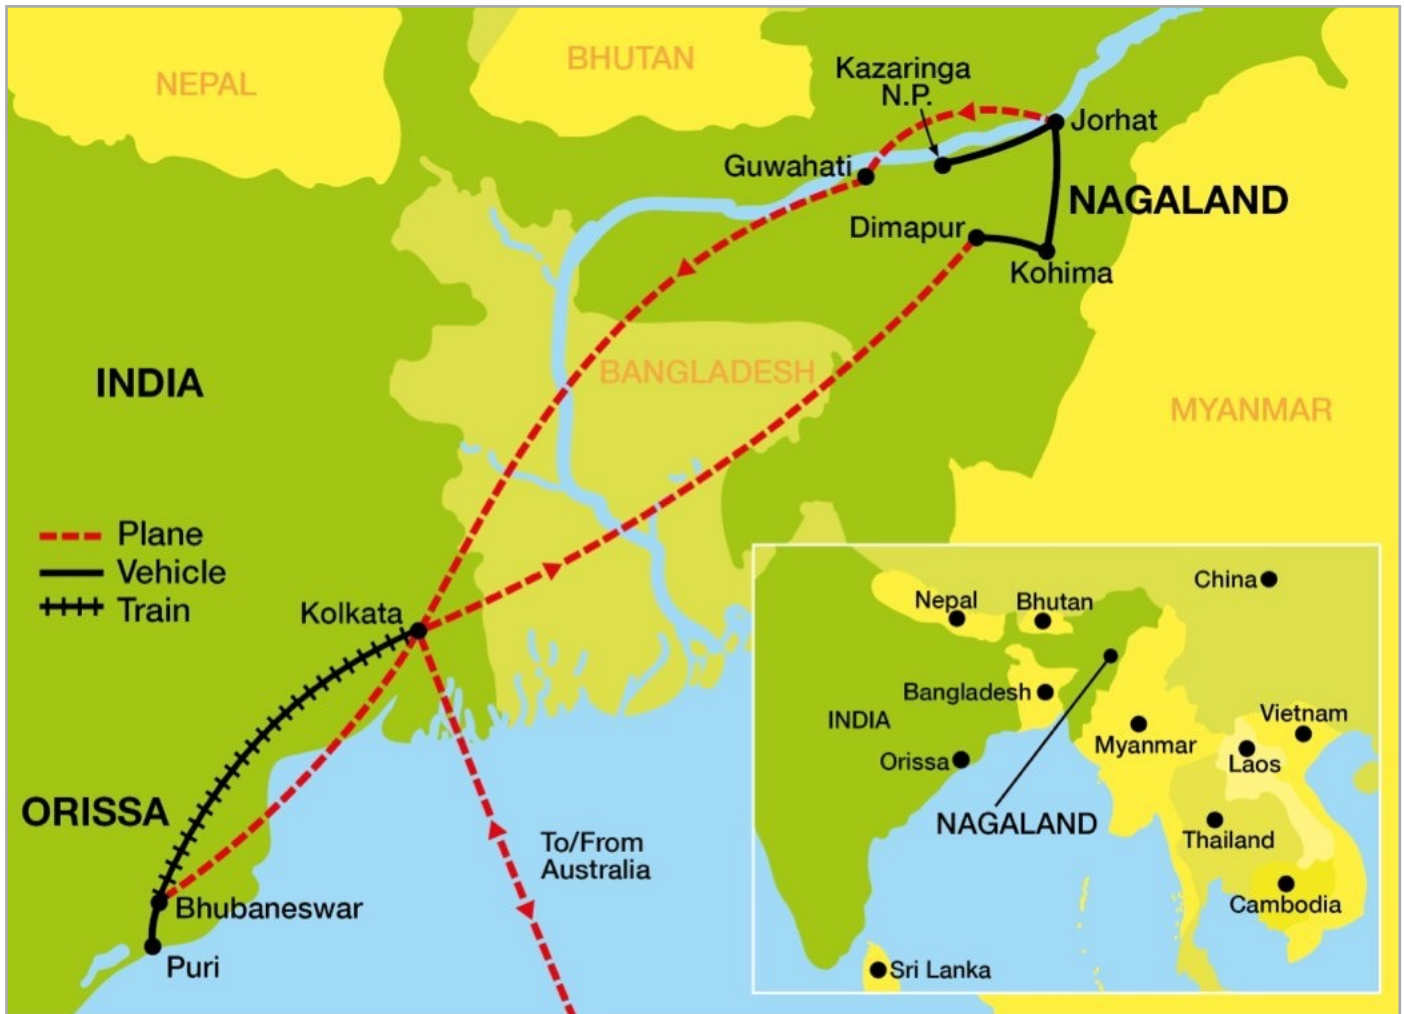 NEPAL
BHUTAN
Kazaringa
N.P.
Jorhat
Guwahati
NAGALAND
Dimapur
Kohima
INDIA
BANGLADESH
MYANMAR
Plane
Vehicle
Train
Kolkata
ORISSA
To/From
Australia
Bhubaneswar
Puri
China
Nepal
Bhutan
Bangladesh
INDIA
Vietnam
Myanmar
Laos
Orissa
NAGALAND
Thailand
Cambodia
Sri Lanka